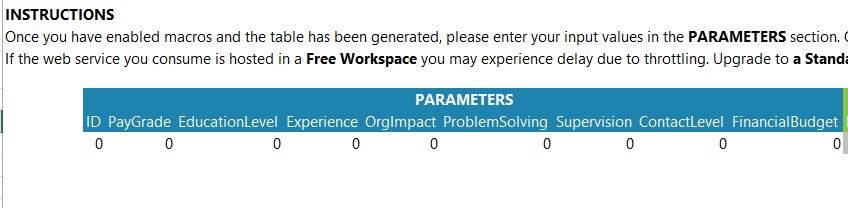 INSTRUCTIONS
Once you have enabled macros and the table has been generated, please enter your input values in the PARAMETERS section.
If the web service you consume is hosted in a Free Workspace you may experience delay due to throttling. Upgrade to a Standa
PARAMETERS
ID PayGrade EducationLevel Experience OrgImpact ProblemSolving Supervision ContactLevel FinancialBudget
0 0 0 0 0 0 0 0 0